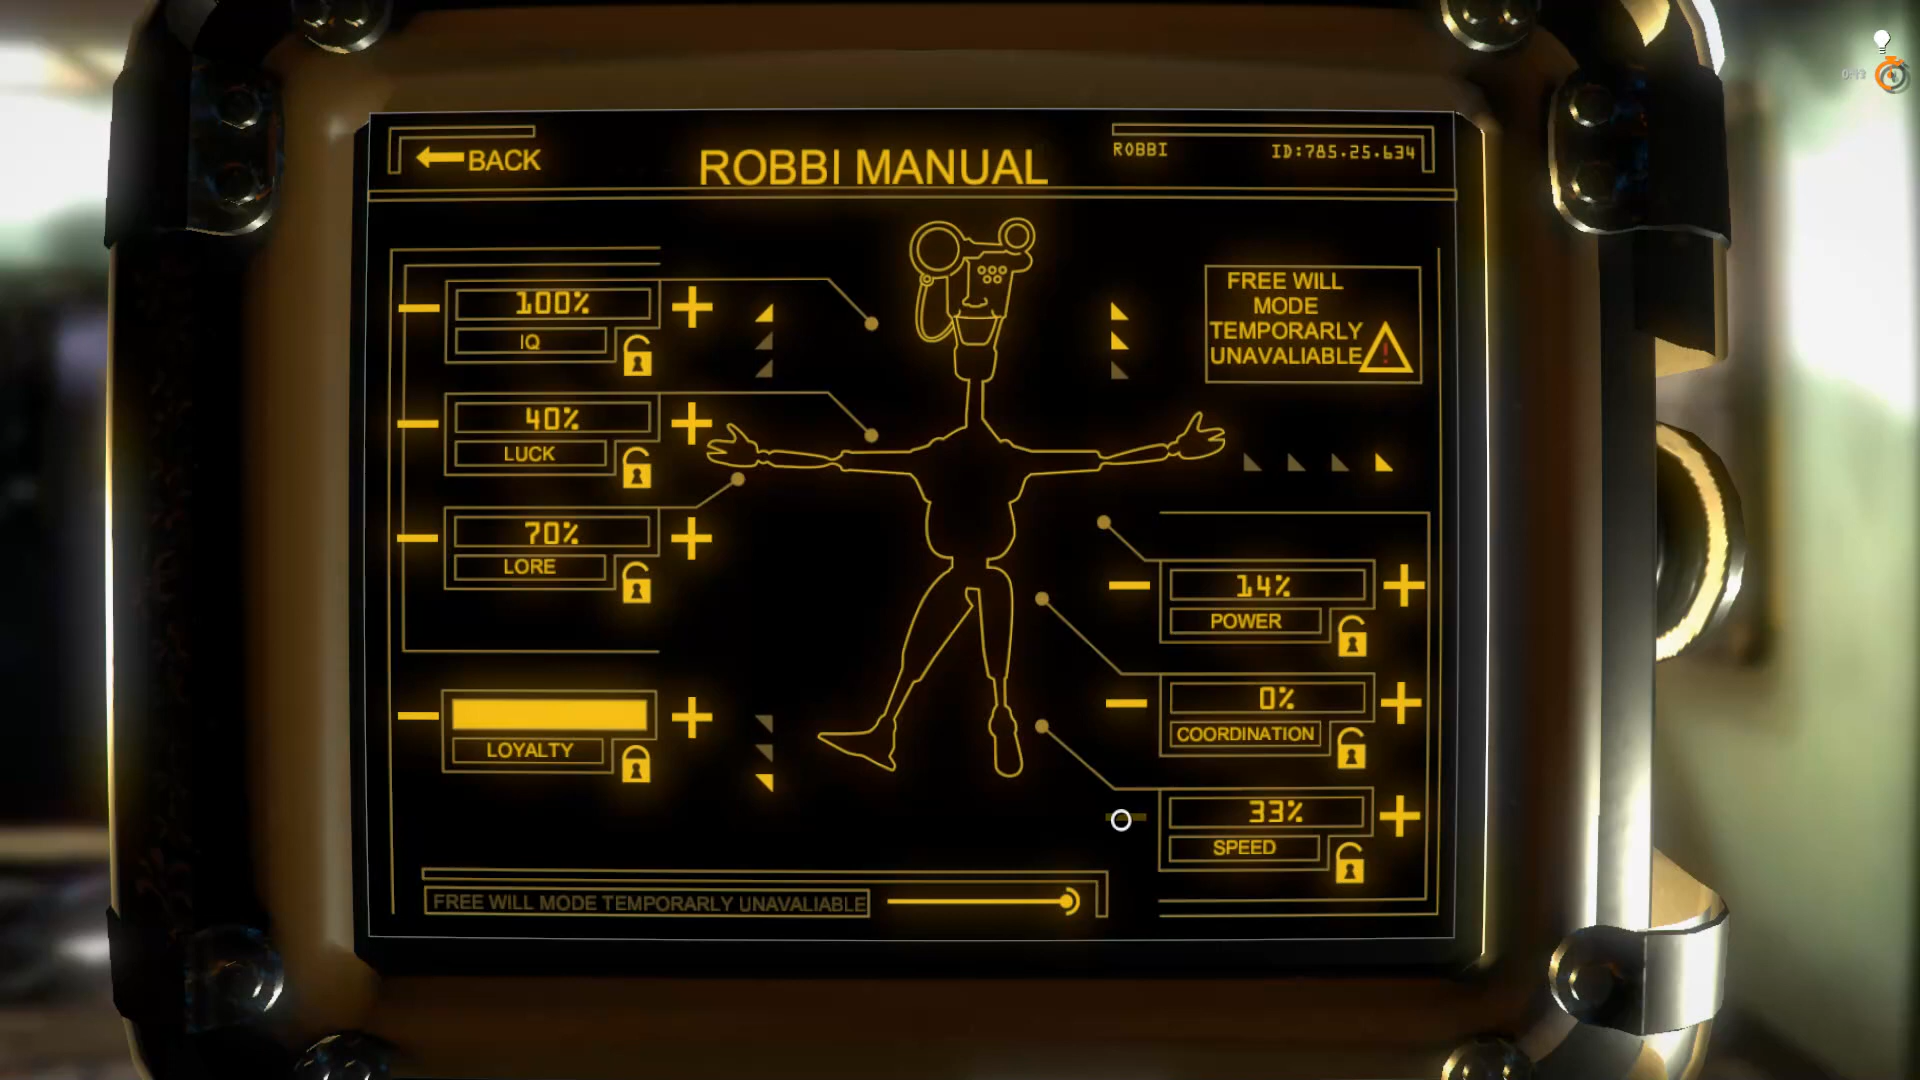 BACK
ROBBI MANUAL
ROBBI
ID:785.25.634
100%
IQ
40%
LUCK
70%
LORE
LOYALTY
FREE WILL
MODE
TEMPORARLY
UNAVALIABLE
!
14%
POWER
0%
COORDINATION
33%
SPEED
FREE WILL MODE TEMPORARLY UNAVALIABLE